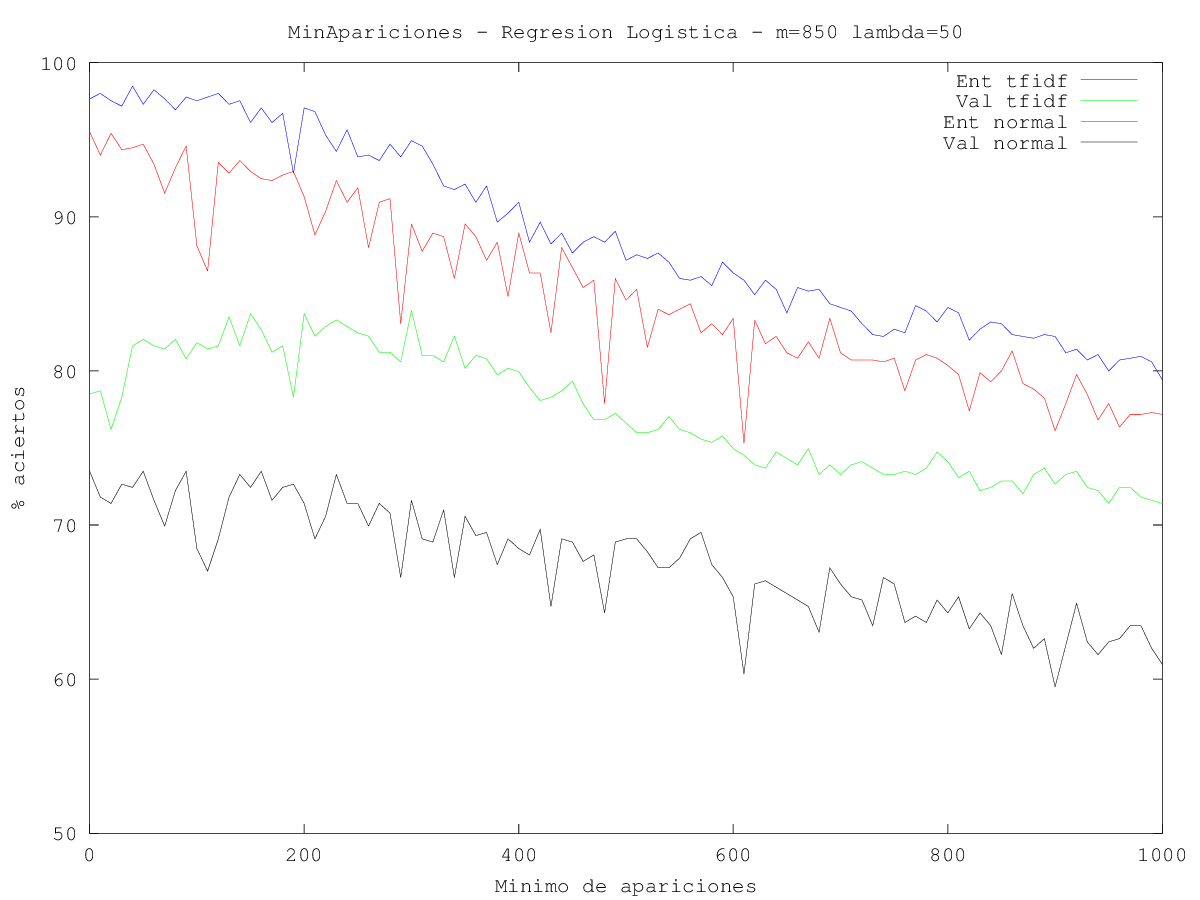 MinApariciones - Regresion Logistica - m=850 lambda=50
Ent tfidf
Val tfidf
Ent normal
Val normal
100
90
80
70
60
50
% aciertos
0 200 400 600 800 1000
Minimo de apariciones